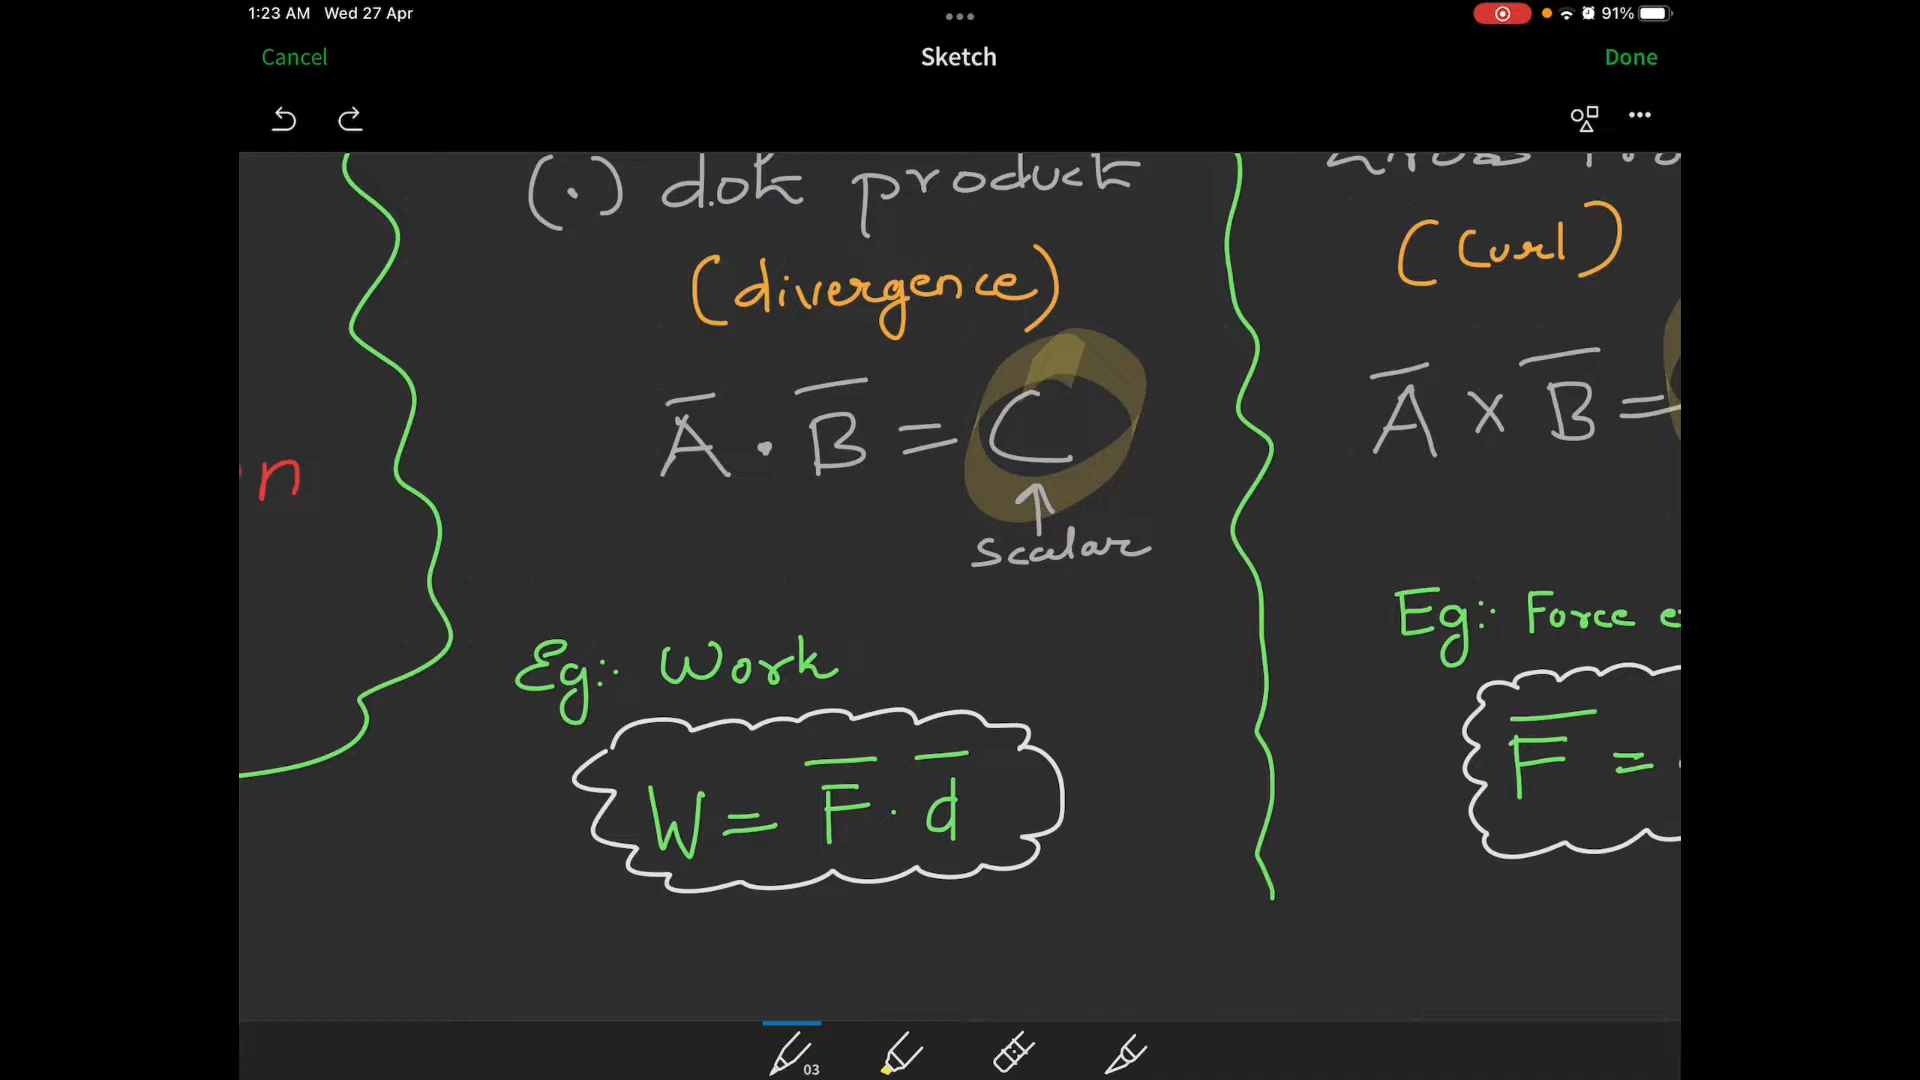 1:23 AM Wed 27 Apr
91%
Cancel
Sketch
Done
(.) dot product
(divergence)
(Curl)
A . B = C
A x B =
n
scalar
Eg:- Work
Eg:- Force
W = F . d
F =
03